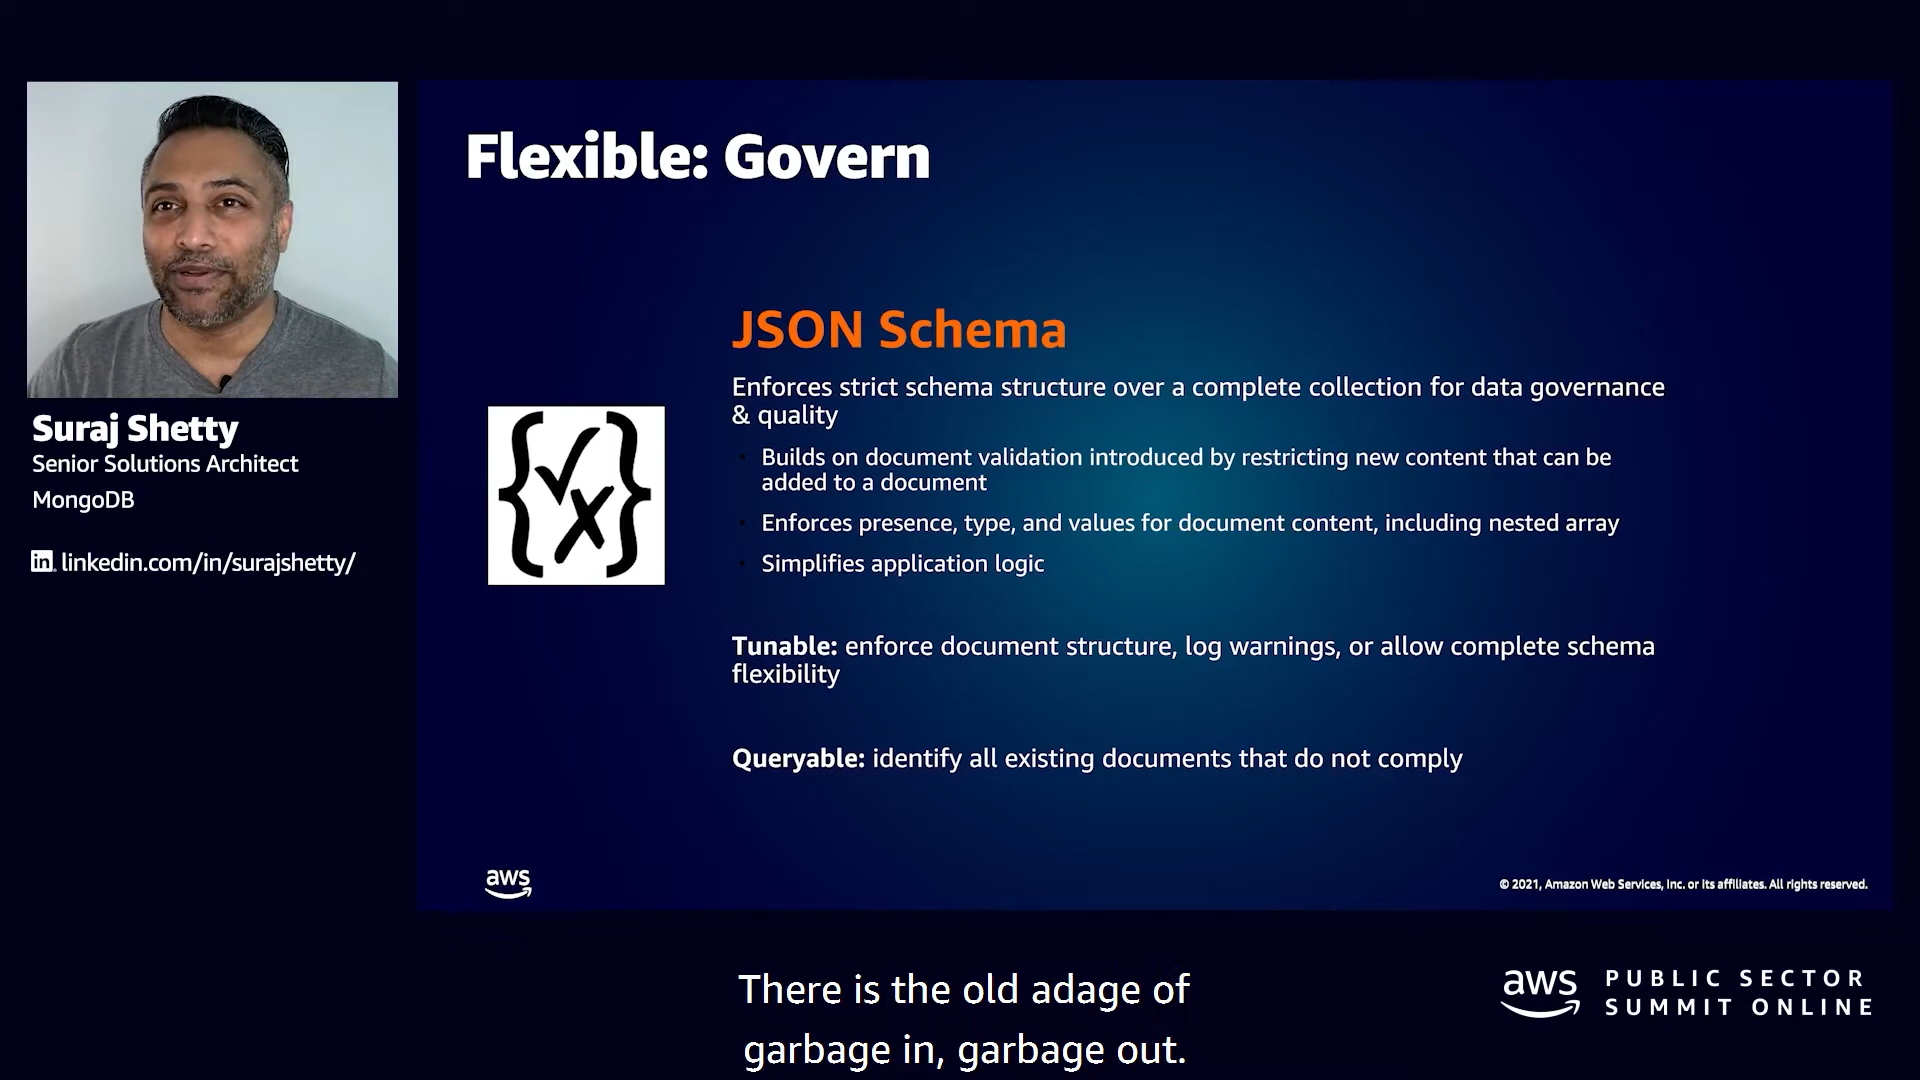 Flexible: Govern
JSON Schema
Enforces strict schema structure over a complete collection for data governance
& quality
Builds on document validation introduced by restricting new content that can be
added to a document
Enforces presence, type, and values for document content, including nested array
Simplifies application logic
Tunable: enforce document structure, log warnings, or allow complete schema
flexibility
Queryable: identify all existing documents that do not comply
aws
© 2021, Amazon Web Services, Inc. or its affiliates. All rights reserved.
Suraj Shetty
Senior Solutions Architect
MongoDB
in linkedin.com/in/surajshetty/
There is the old adage of
garbage in, garbage out.
aws PUBLIC SECTOR
SUMMIT ONLINE